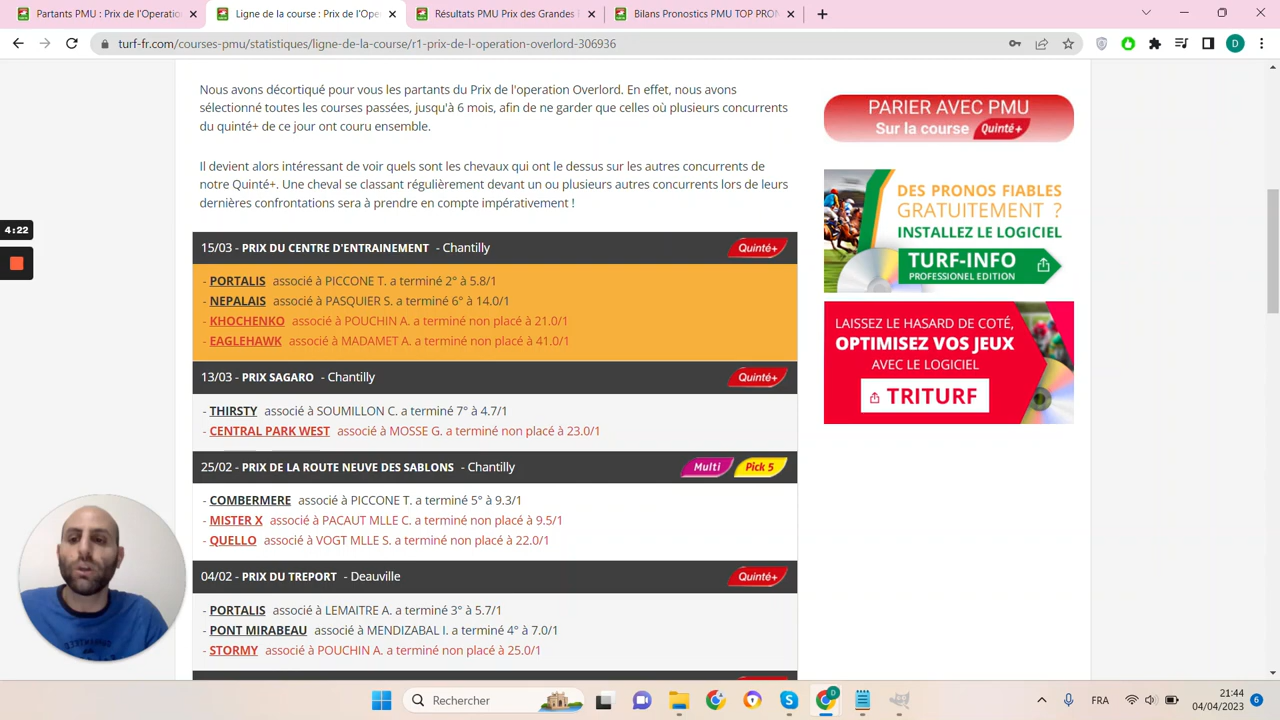 Partants PMU : Prix de l'Operation
Ligne de la course : Prix de l'Ope
Résultats PMU Prix des Grandes
Bilans Pronostics PMU TOP PRO
turf-fr.com/courses-pmu/statistiques/ligne-de-la-course/r1-prix-de-l-operation-overlord-306936
D
Nous avons décortiqué pour vous les partants du Prix de l'operation Overlord. En effet, nous avons
sélectionné toutes les courses passées, jusqu'à 6 mois, afin de ne garder que celles où plusieurs concurrents
du quinté+ de ce jour ont couru ensemble.
Il devient alors intéressant de voir quels sont les chevaux qui ont le dessus sur les autres concurrents de
notre Quinté+. Une cheval se classant régulièrement devant un ou plusieurs autres concurrents lors de leurs
dernières confrontations sera à prendre en compte impérativement !
15/03 - PRIX DU CENTRE D'ENTRAINEMENT - Chantilly Quinté+
- PORTALIS associé à PICCONE T. a terminé 2° à 5.8/1
- NEPALAIS associé à PASQUIER S. a terminé 6° à 14.0/1
- KHOCHENKO associé à POUCHIN A. a terminé non placé à 21.0/1
- EAGLEHAWK associé à MADAMET A. a terminé non placé à 41.0/1
13/03 - PRIX SAGARO - Chantilly Quinté+
- THIRSTY associé à SOUMILLON C. a terminé 7° à 4.7/1
- CENTRAL PARK WEST associé à MOSSE G. a terminé non placé à 23.0/1
25/02 - PRIX DE LA ROUTE NEUVE DES SABLONS - Chantilly Multi Pick 5
- COMBERMERE associé à PICCONE T. a terminé 5° à 9.3/1
- MISTER X associé à PACAUT MLLE C. a terminé non placé à 9.5/1
- QUELLO associé à VOGT MLLE S. a terminé non placé à 22.0/1
04/02 - PRIX DU TREPORT - Deauville Quinté+
- PORTALIS associé à LEMAITRE A. a terminé 3° à 5.7/1
- PONT MIRABEAU associé à MENDIZABAL I. a terminé 4° à 7.0/1
- STORMY associé à POUCHIN A. a terminé non placé à 25.0/1
PARIER AVEC PMU
Sur la course Quinté+
DES PRONOS FIABLES
GRATUITEMENT ?
INSTALLEZ LE LOGICIEL
TURF-INFO
PROFESSIONEL EDITION
LAISSEZ LE HASARD DE COTÉ,
OPTIMISEZ VOS JEUX
AVEC LE LOGICIEL
TRITURF
4:22
Rechercher
D
FRA
21:44
04/04/2023
6